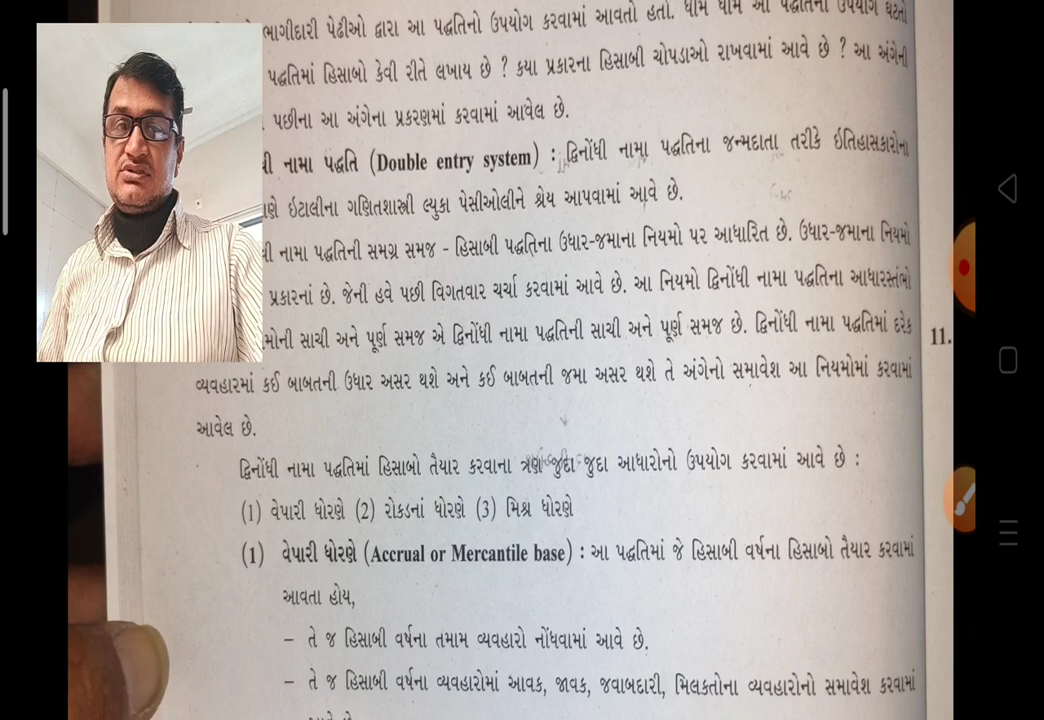 ભાગીદારી પેઢીઓ દ્વારા આ પદ્ધતિનો ઉપયોગ કરવામાં આવતો હતો. ધીમે ધીમે આ પદ્ધતિનો ઉપયોગ ઘટતો
પદ્ધતિમાં હિસાબો કેવી રીતે લખાય છે ? કયા પ્રકારના હિસાબી ચોપડાઓ રાખવામાં આવે છે ? આ અંગેની
પછીના આ અંગેના પ્રકરણમાં કરવામાં આવેલ છે.
નામા પદ્ધતિ (Double entry system) : દ્વિનોંધી નામા પદ્ધતિના જન્મદાતા તરીકે ઇતિહાસકારોના
ઇટાલીના ગણિતશાસ્ત્રી લ્યુકા પેસીઓલીને શ્રેય આપવામાં આવે છે.
નામા પદ્ધતિની સમગ્ર સમજ - હિસાબી પદ્ધતિના ઉધાર-જમાના નિયમો પર આધારિત છે. ઉધાર-જમાના નિયમો
પ્રકારનાં છે. જેની હવે પછી વિગતવાર ચર્ચા કરવામાં આવે છે. આ નિયમો દ્વિનોંધી નામા પદ્ધતિના આધારસ્તંભો
સાચી અને પૂર્ણ સમજ એ દ્વિનોંધી નામા પદ્ધતિની સાચી અને પૂર્ણ સમજ છે. દ્વિનોંધી નામા પદ્ધતિમાં દરેક
વ્યવહારમાં કઈ બાબતની ઉધાર અસર થશે અને કઈ બાબતની જમા અસર થશે તે અંગેનો સમાવેશ આ નિયમોમાં કરવામાં
આવેલ છે.
દ્વિનોંધી નામા પદ્ધતિમાં હિસાબો તૈયાર કરવાના ત્રણ જુદા જુદા આધારોનો ઉપયોગ કરવામાં આવે છે :
(1) વેપારી ધોરણે (2) રોકડનાં ધોરણે (3) મિશ્ર ધોરણે
(1) વેપારી ધોરણે (Accrual or Mercantile base) : આ પદ્ધતિમાં જે હિસાબી વર્ષના હિસાબો તૈયાર કરવામાં
આવતા હોય,
– તે જ હિસાબી વર્ષના તમામ વ્યવહારો નોંધવામાં આવે છે.
– તે જ હિસાબી વર્ષના વ્યવહારોમાં આવક, જાવક, જવાબદારી, મિલકતોના વ્યવહારોનો સમાવેશ કરવામાં
11.